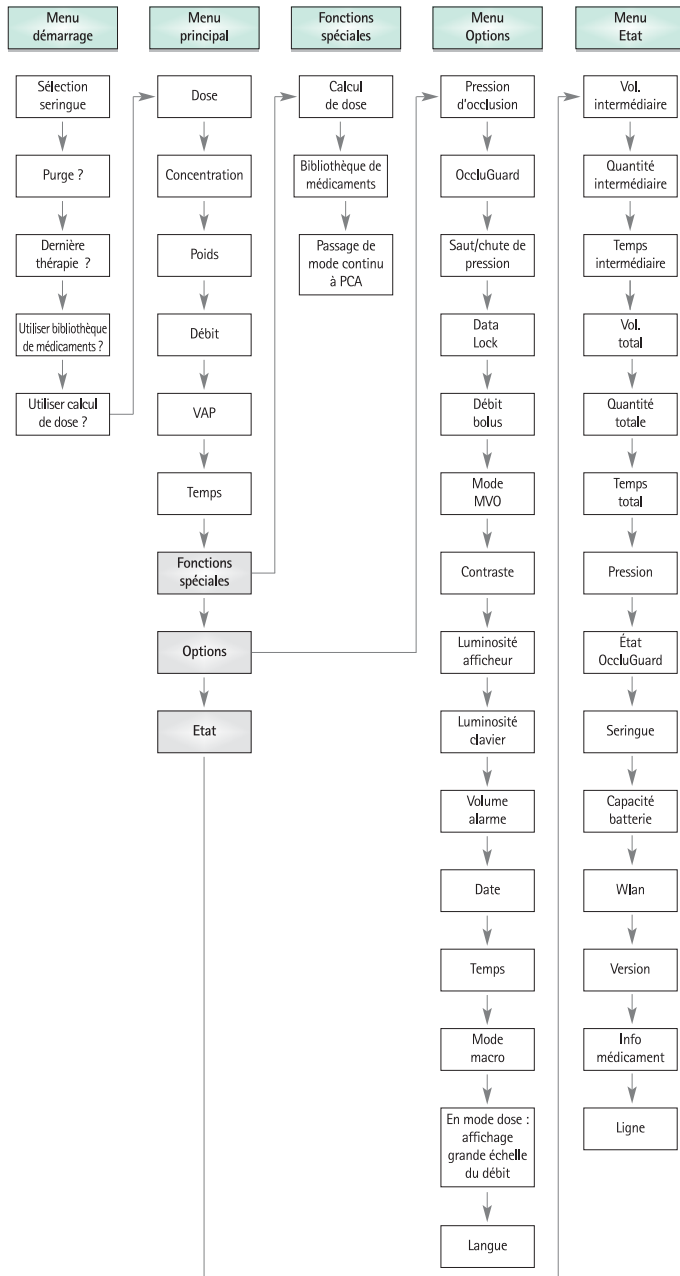 Menu
démarrage
Menu
principal
Fonctions
spéciales
Menu
Options
Menu
Etat
Sélection
seringue
Purge ?
Dernière
thérapie ?
Utiliser bibliothèque
de médicaments ?
Utiliser calcul
de dose ?
Dose
Concentration
Poids
Débit
VAP
Temps
Fonctions
spéciales
Options
Etat
Calcul
de dose
Bibliothèque de
médicaments
Passage de
mode continu
à PCA
Pression
d'occlusion
OccluGuard
Saut/chute de
pression
Data
Lock
Débit
bolus
Mode
MVO
Contraste
Luminosité
afficheur
Luminosité
clavier
Volume
alarme
Date
Temps
Mode
macro
En mode dose :
affichage
grande échelle
du débit
Langue
Vol.
intermédiaire
Quantité
intermédiaire
Temps
intermédiaire
Vol.
total
Quantité
totale
Temps
total
Pression
État
OccluGuard
Seringue
Capacité
batterie
Wlan
Version
Info
médicament
Ligne